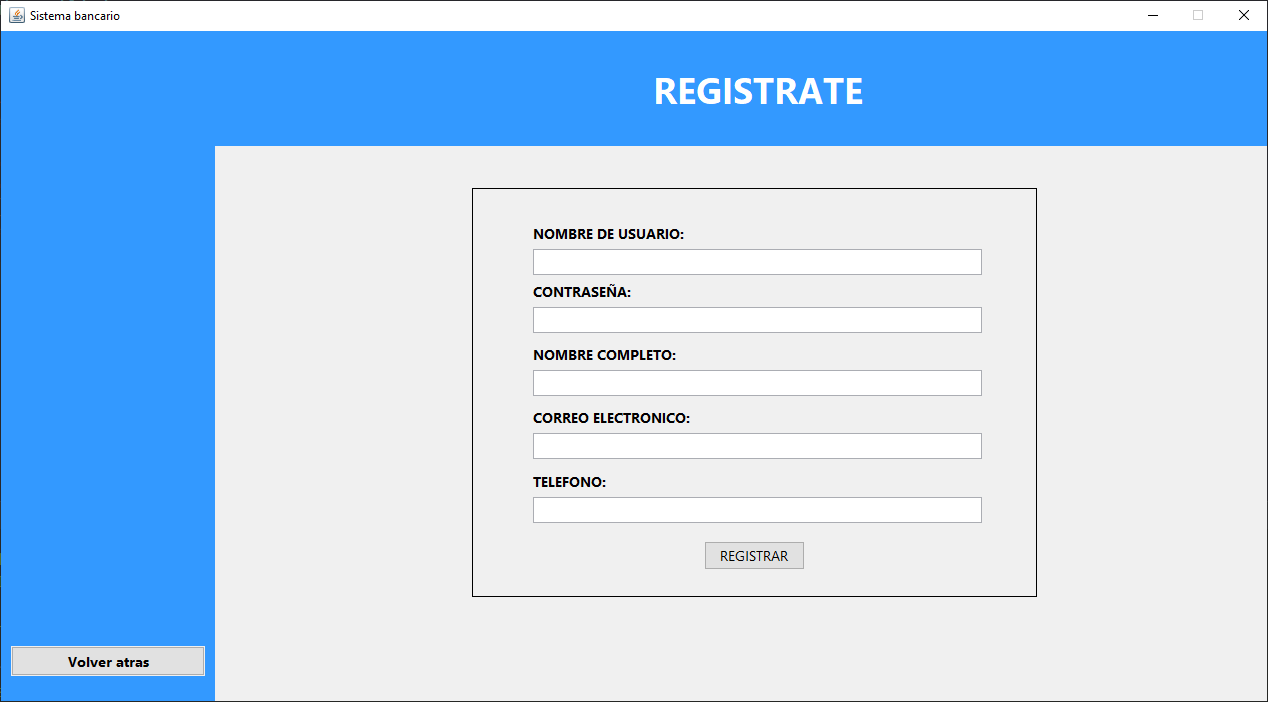 Sistema bancario
REGISTRATE
NOMBRE DE USUARIO:
CONTRASEÑA:
NOMBRE COMPLETO:
CORREO ELECTRONICO:
TELEFONO:
REGISTRAR
Volver atras